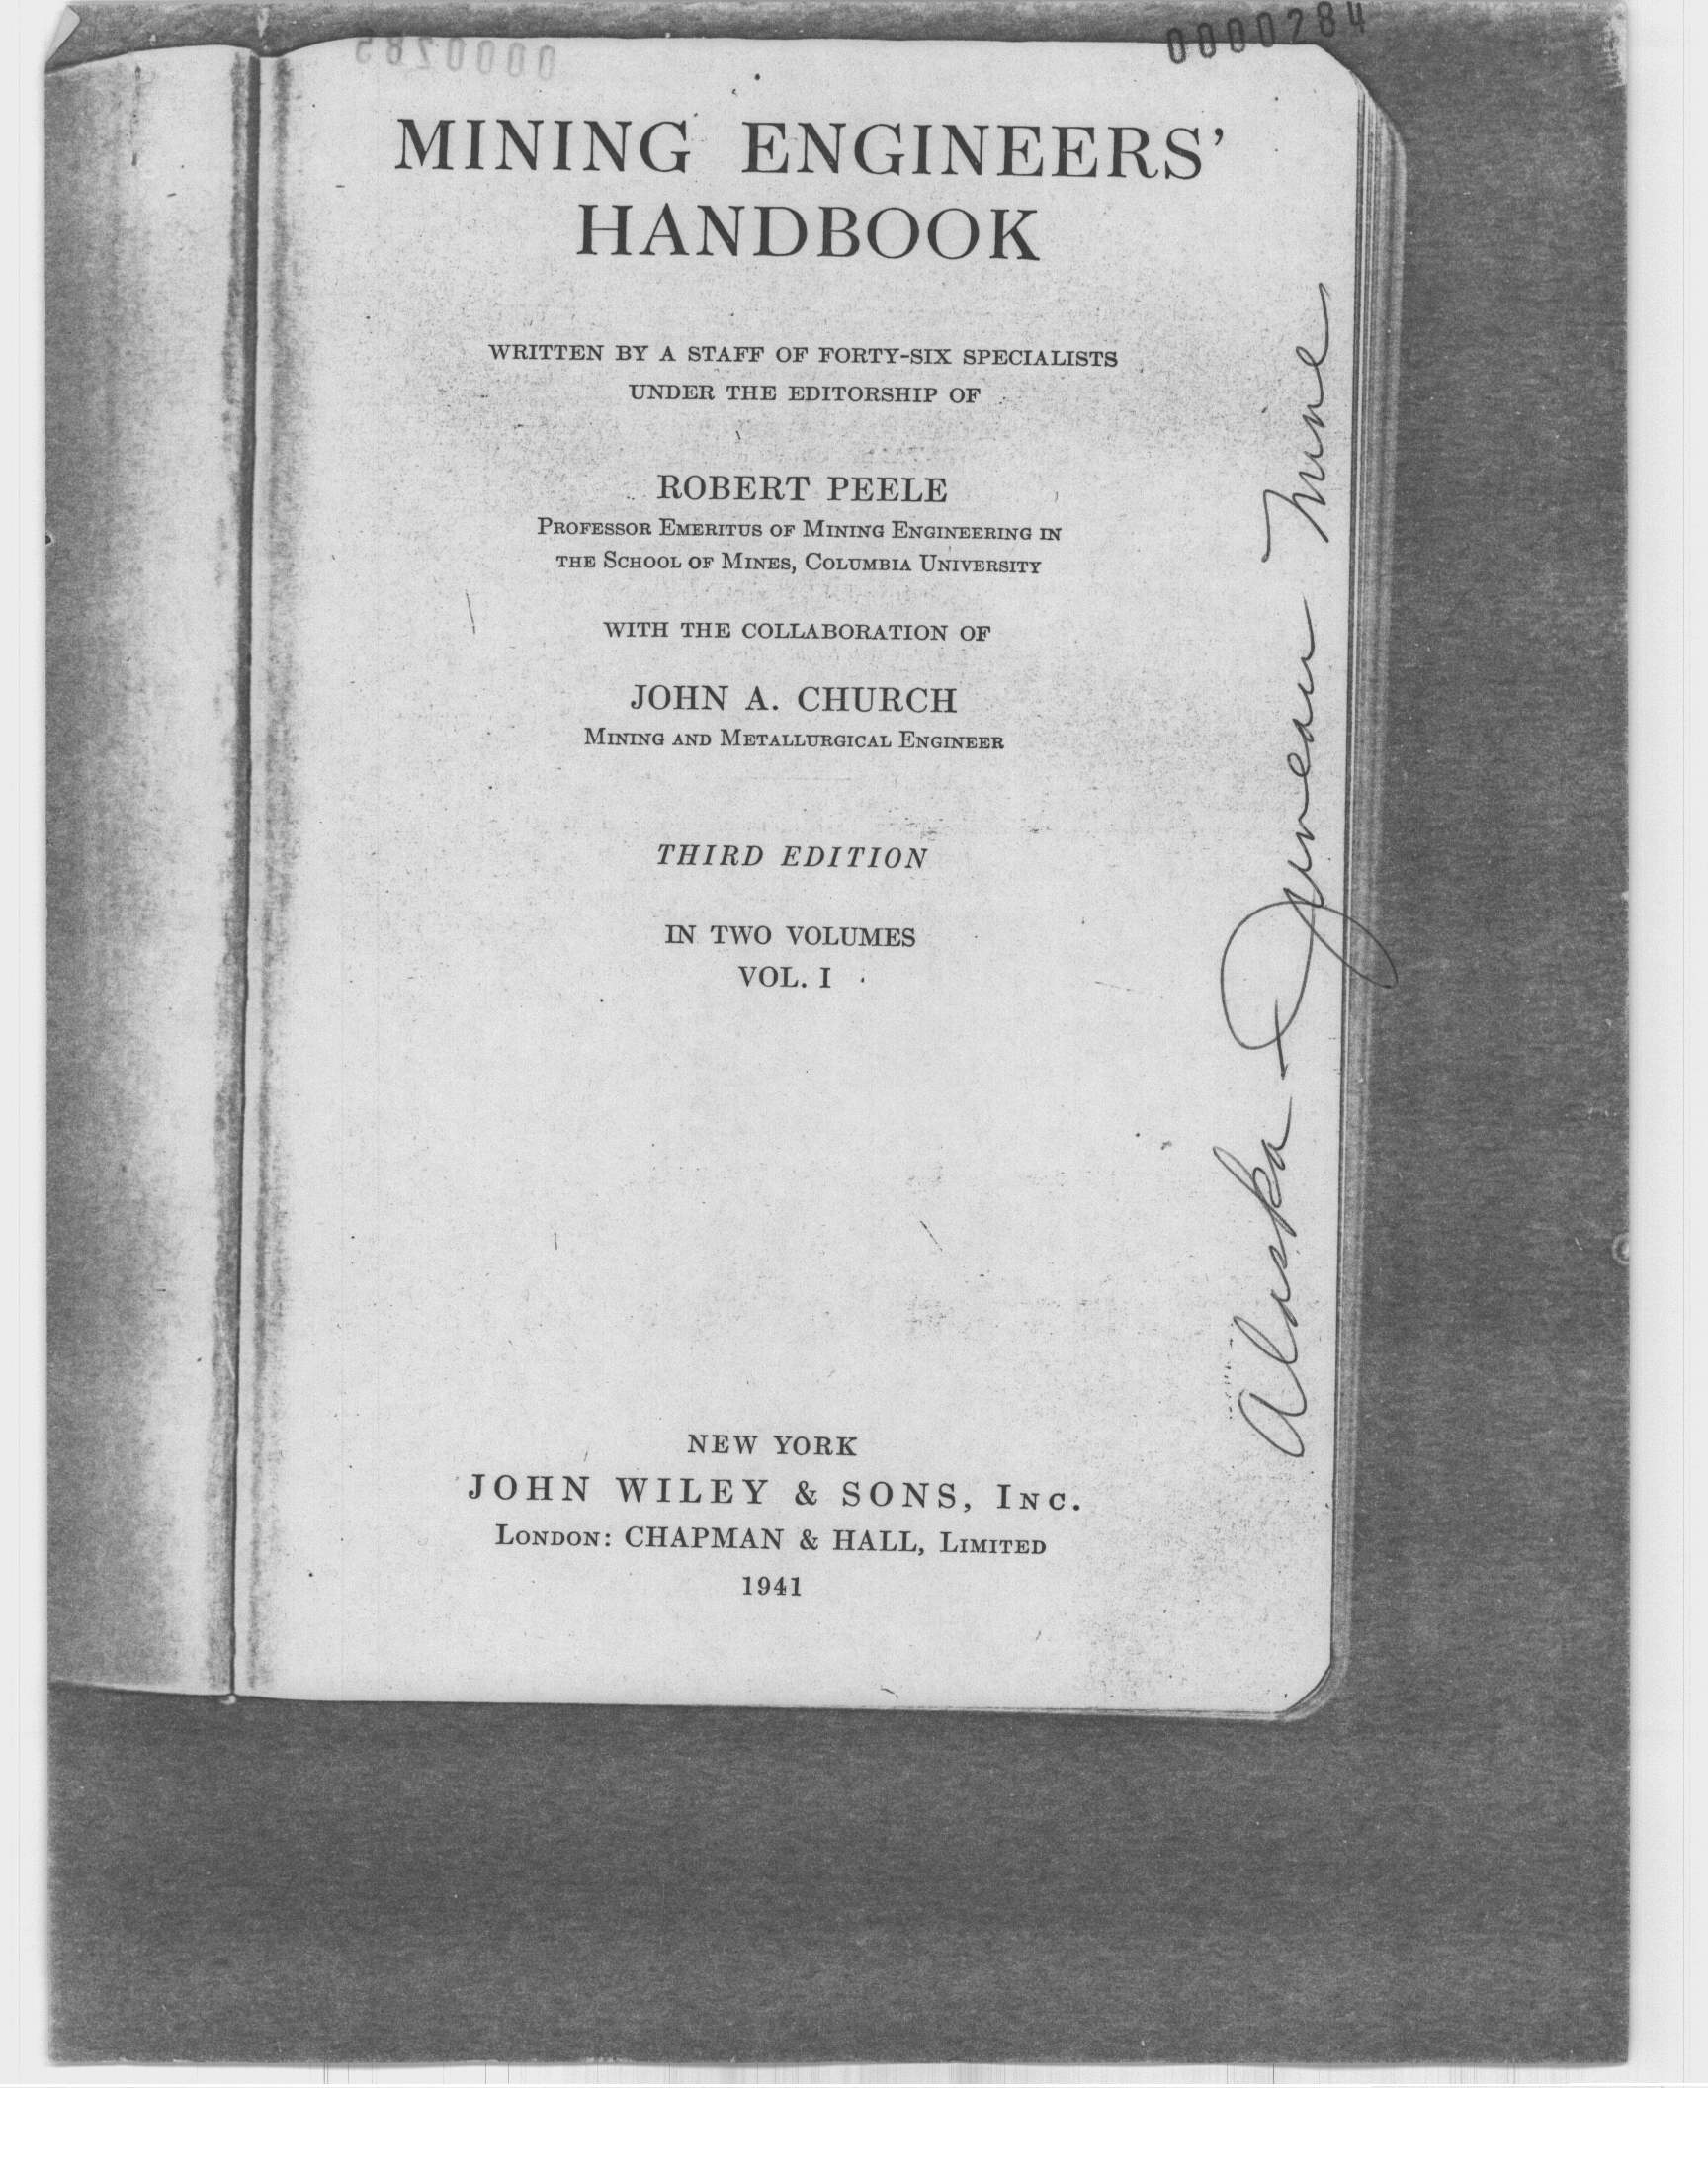 0000284
0000285
MINING ENGINEERS'
HANDBOOK
WRITTEN BY A STAFF OF FORTY-SIX SPECIALISTS
UNDER THE EDITORSHIP OF
ROBERT PEELE
PROFESSOR EMERITUS OF MINING ENGINEERING IN
THE SCHOOL OF MINES, COLUMBIA UNIVERSITY
WITH THE COLLABORATION OF
JOHN A. CHURCH
MINING AND METALLURGICAL ENGINEER
THIRD EDITION
IN TWO VOLUMES
VOL. I
NEW YORK
JOHN WILEY & SONS, INC.
LONDON: CHAPMAN & HALL, LIMITED
1941
Alaska Juneau Mine